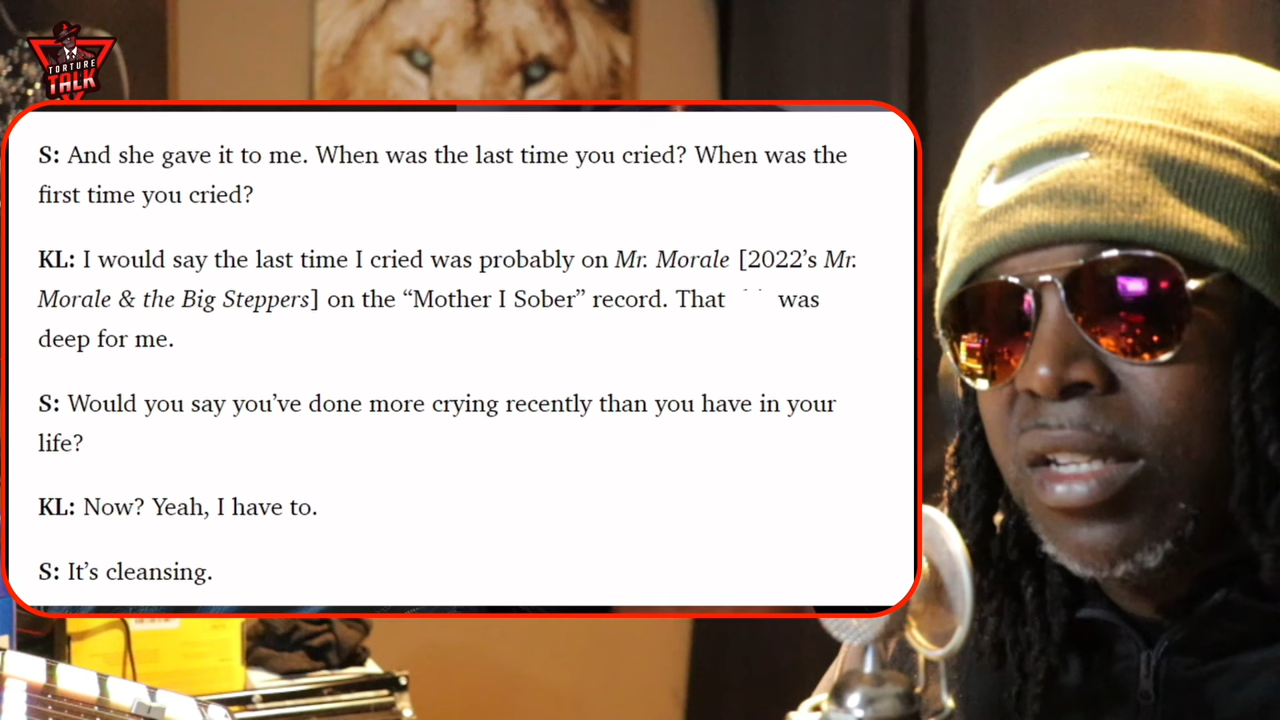 TORTURE
TALK
S: And she gave it to me. When was the last time you cried? When was the
first time you cried?
KL: I would say the last time I cried was probably on Mr. Morale [2022’s Mr.
Morale & the Big Steppers] on the “Mother I Sober” record. That was
deep for me.
S: Would you say you’ve done more crying recently than you have in your
life?
KL: Now? Yeah, I have to.
S: It’s cleansing.